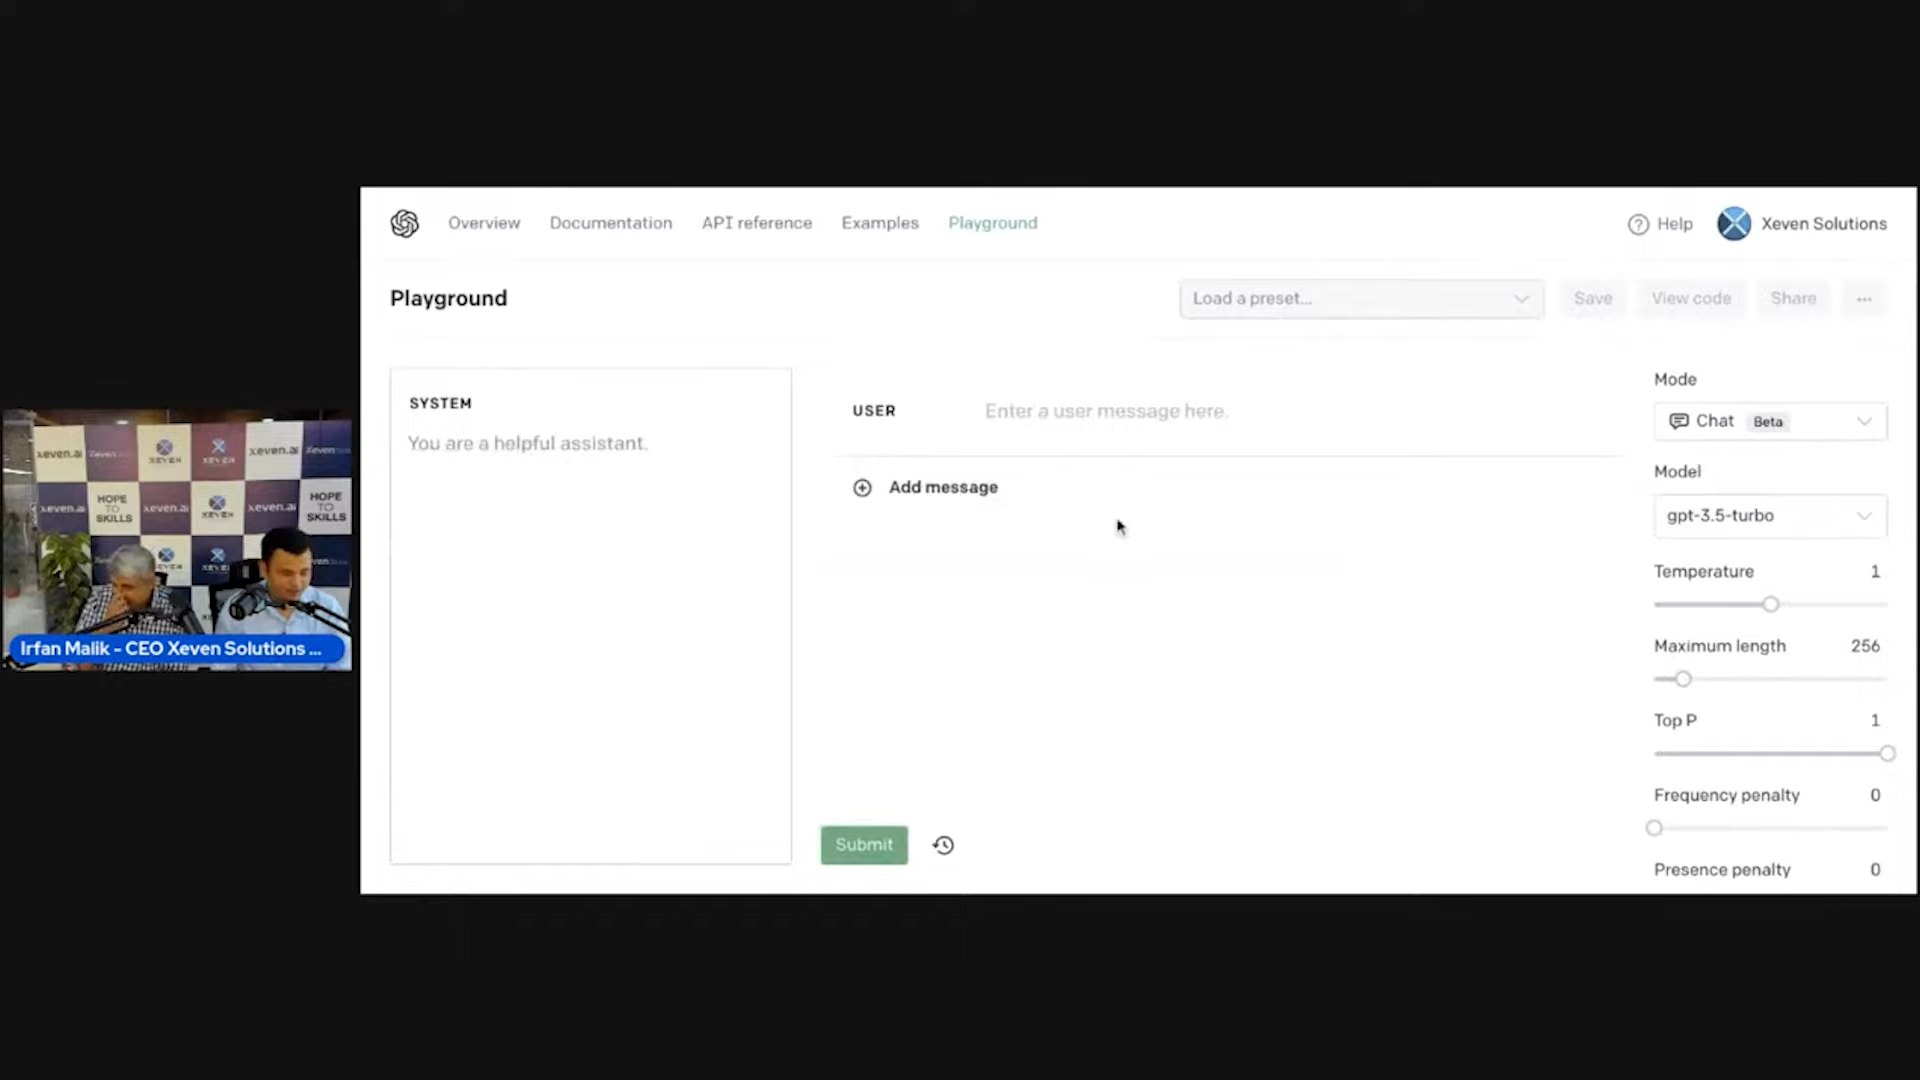 Overview Documentation API reference Examples Playground Help Xeven Solutions
Playground Load a preset... Save View code Share
SYSTEM
You are a helpful assistant.
USER Enter a user message here.
Add message
Submit
Mode
Chat Beta
Model
gpt-3.5-turbo
Temperature 1
Maximum length 256
Top P 1
Frequency penalty 0
Presence penalty 0
xeven.ai XEVEN XEVEN xeven.ai
xeven.ai HOPE TO SKILLS xeven.ai XEVEN xeven.ai HOPE TO SKILLS
Irfan Malik - CEO Xeven Solutions ...